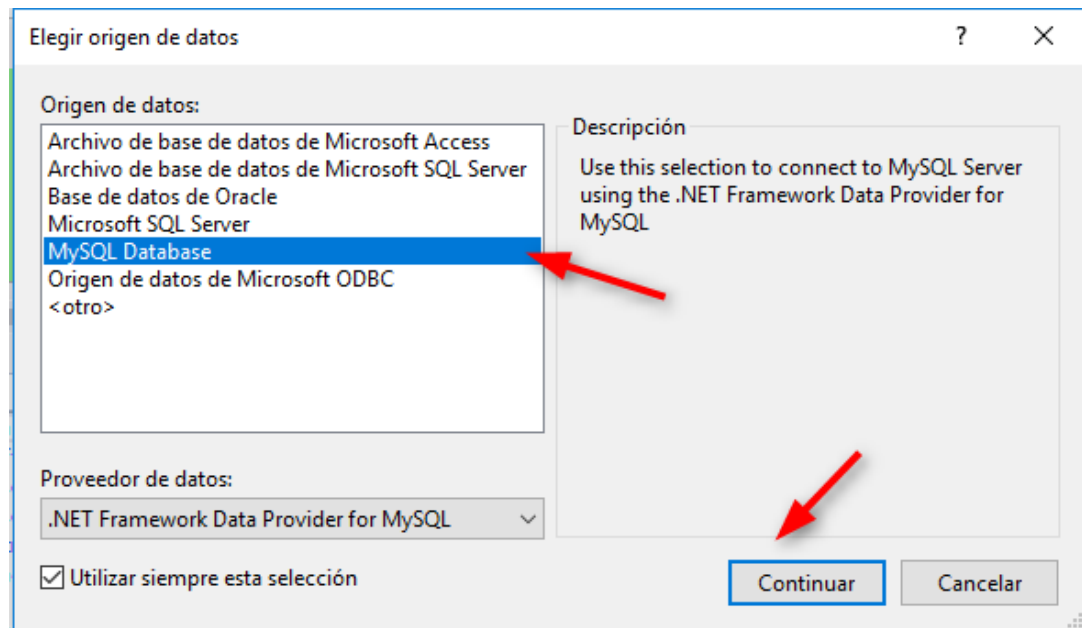 Elegir origen de datos
?
Origen de datos:
Archivo de base de datos de Microsoft Access
Archivo de base de datos de Microsoft SQL Server
Base de datos de Oracle
Microsoft SQL Server
MySQL Database
Origen de datos de Microsoft ODBC
<otro>
Descripción
Use this selection to connect to MySQL Server
using the .NET Framework Data Provider for
MySQL
Proveedor de datos:
.NET Framework Data Provider for MySQL
Utilizar siempre esta selección
Continuar
Cancelar